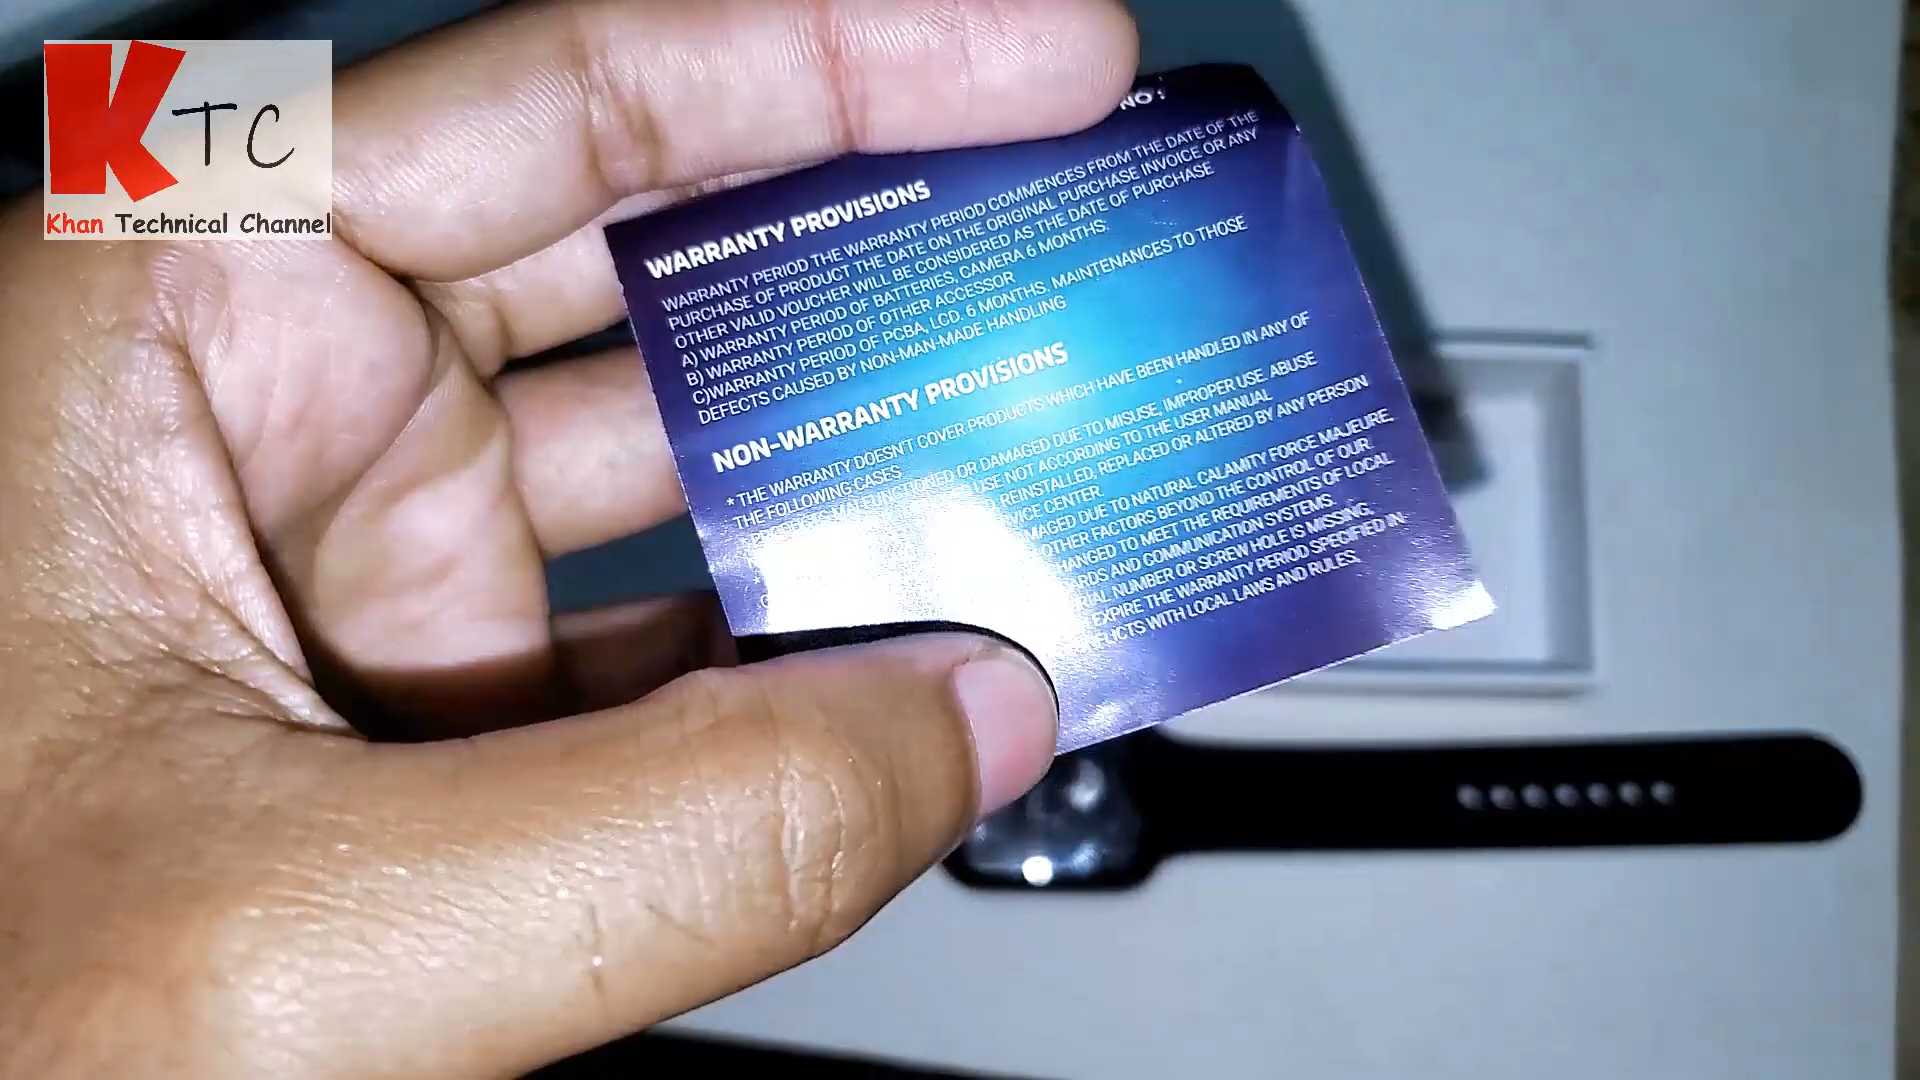 K TC
Khan Technical Channel
NO :
WARRANTY PROVISIONS
WARRANTY PERIOD THE WARRANTY PERIOD COMMENCES FROM THE DATE OF THE
PURCHASE OF PRODUCT THE DATE ON THE ORIGINAL PURCHASE INVOICE OR ANY
OTHER VALID VOUCHER WILL BE CONSIDERED AS THE DATE OF PURCHASE
A) WARRANTY PERIOD OF BATTERIES, CAMERA 6 MONTHS:
B) WARRANTY PERIOD OF OTHER ACCESSOR
C)WARRANTY PERIOD OF PCBA, LCD. 6 MONTHS. MAINTENANCES TO THOSE
DEFECTS CAUSED BY NON-MAN-MADE HANDLING
NON-WARRANTY PROVISIONS
* THE WARRANTY DOESN'T COVER PRODUCTS WHICH HAVE BEEN HANDLED IN ANY OF
THE FOLLOWING CASES
MALFUNCTIONED OR DAMAGED DUE TO MISUSE, IMPROPER USE, ABUSE
USE NOT ACCORDING TO THE USER MANUAL
REINSTALLED, REPLACED OR ALTERED BY ANY PERSON
VICE CENTER.
MAGED DUE TO NATURAL CALAMITY FORCE MAJEURE,
OTHER FACTORS BEYOND THE CONTROL OF OUR
HANGED TO MEET THE REQUIREMENTS OF LOCAL
RDS AND COMMUNICATION SYSTEMS.
RIAL NUMBER OR SCREW HOLE IS MISSING,
EXPIRE THE WARRANTY PERIOD SPECIFIED IN
FLICTS WITH LOCAL LAWS AND RULES,